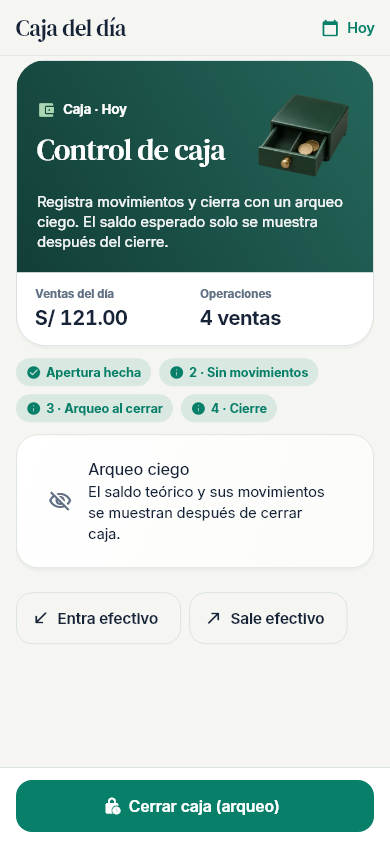 Caja del día
Hoy
Caja · Hoy
Control de caja
Registra movimientos y cierra con un arqueo
ciego. El saldo esperado solo se muestra
después del cierre.
Ventas del día
S/ 121.00
Operaciones
4 ventas
Apertura hecha
2 · Sin movimientos
3 · Arqueo al cerrar
4 · Cierre
Arqueo ciego
El saldo teórico y sus movimientos
se muestran después de cerrar
caja.
Entra efectivo
Sale efectivo
Cerrar caja (arqueo)